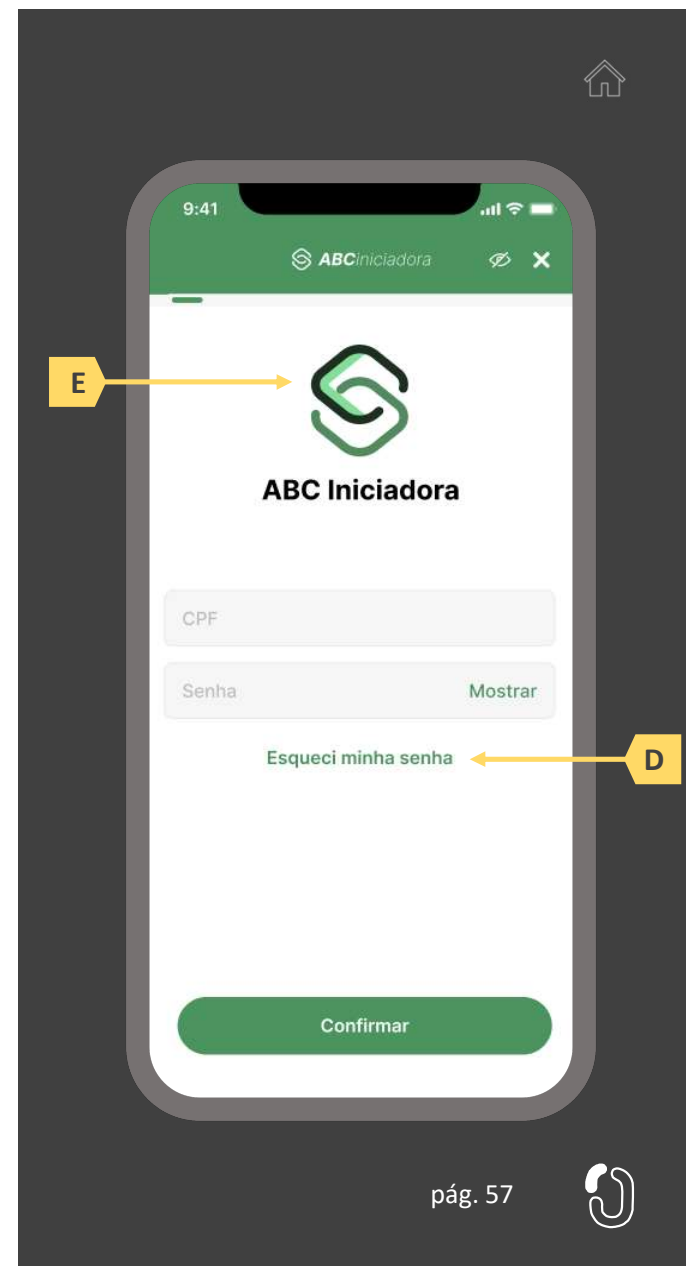 9:41
ABCiniciadora
E
ABC Iniciadora
CPF
Senha Mostrar
Esqueci minha senha
D
Confirmar
pág. 57